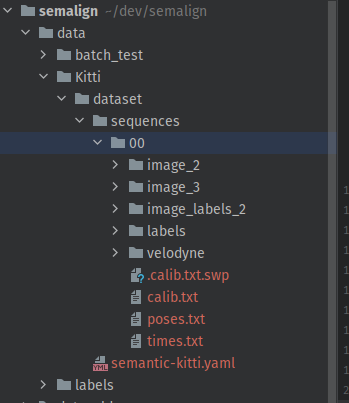 semalign ~/dev/semalign
data
batch_test
Kitti
dataset
sequences
00
image_2
image_3
image_labels_2
labels
velodyne
.calib.txt.swp
calib.txt
poses.txt
times.txt
semantic-kitti.yaml
labels